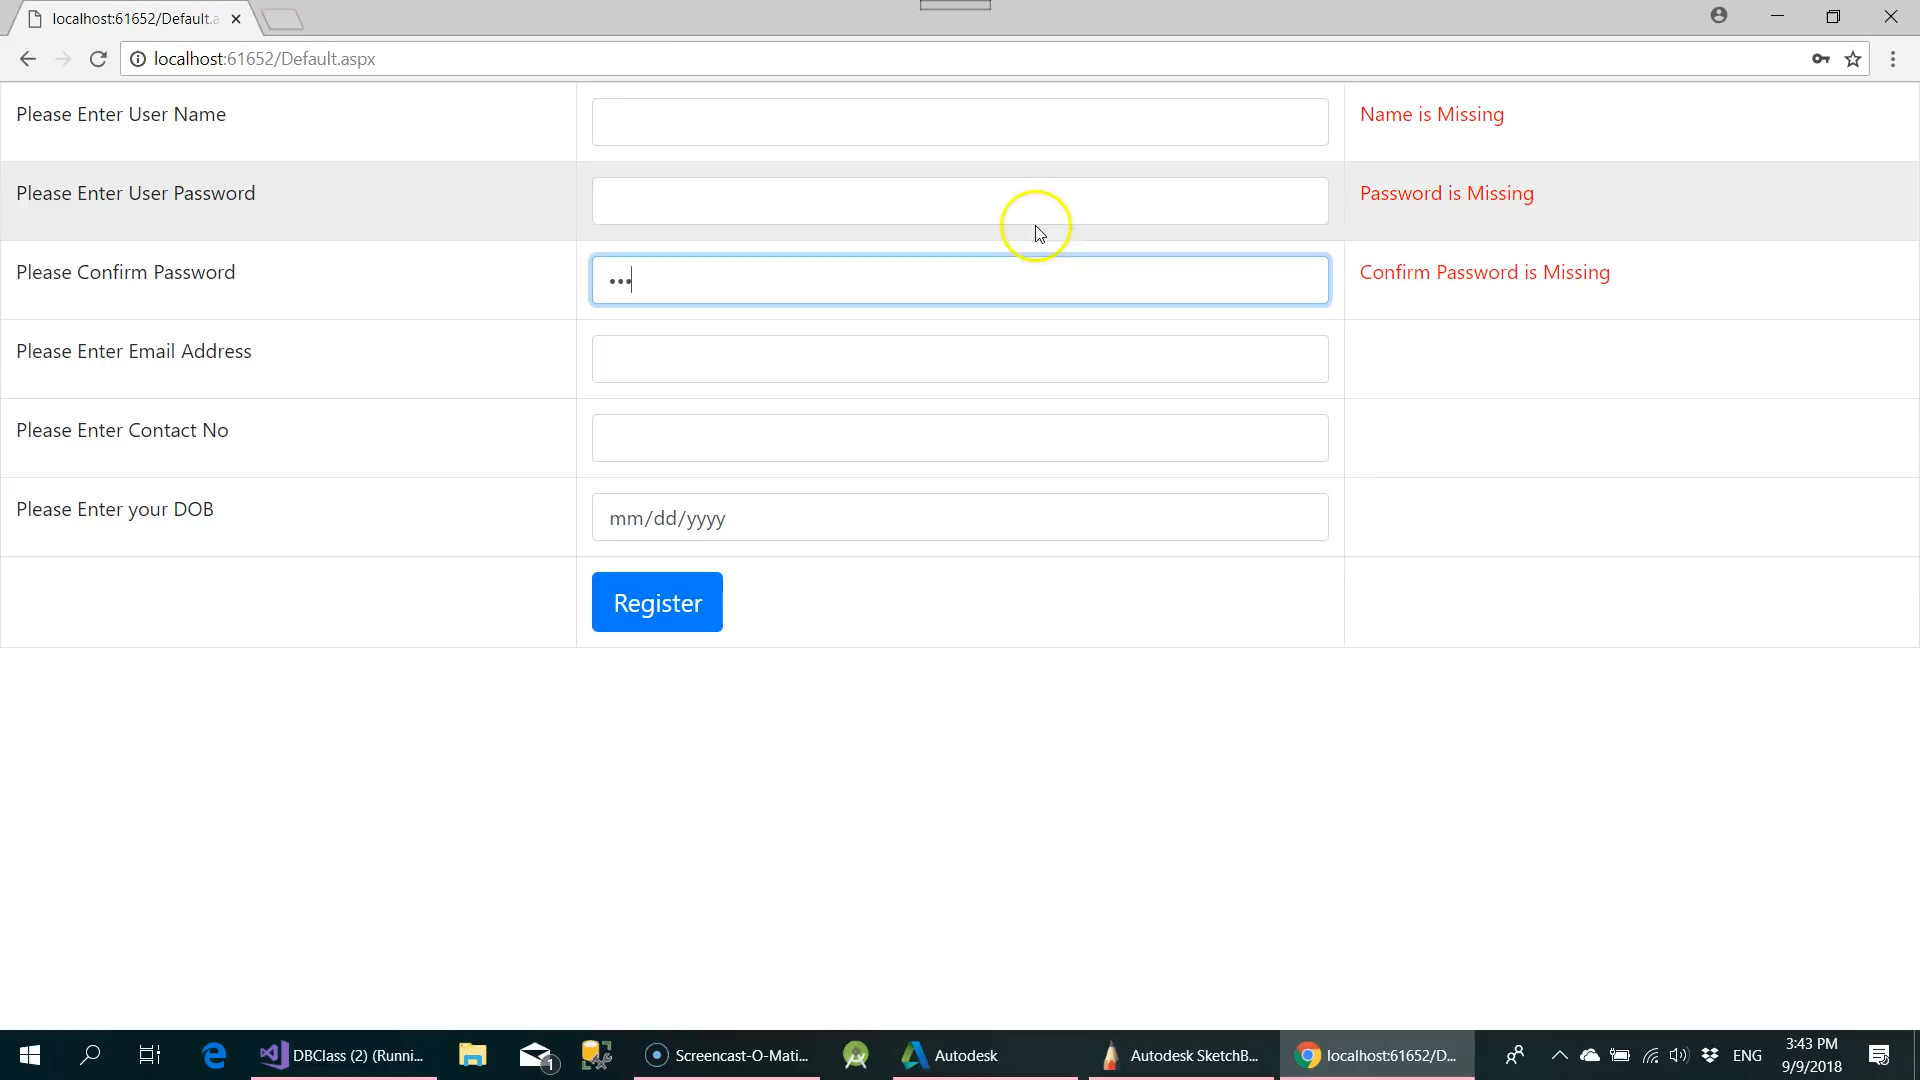 localhost:61652/Default.a
localhost:61652/Default.aspx
Please Enter User Name
Name is Missing
Please Enter User Password
Password is Missing
Please Confirm Password
•••
Confirm Password is Missing
Please Enter Email Address
Please Enter Contact No
Please Enter your DOB
mm/dd/yyyy
Register
DBClass (2) (Runni...
1
Screencast-O-Mati...
Autodesk
Autodesk SketchB...
localhost:61652/D...
ENG
3:43 PM
9/9/2018